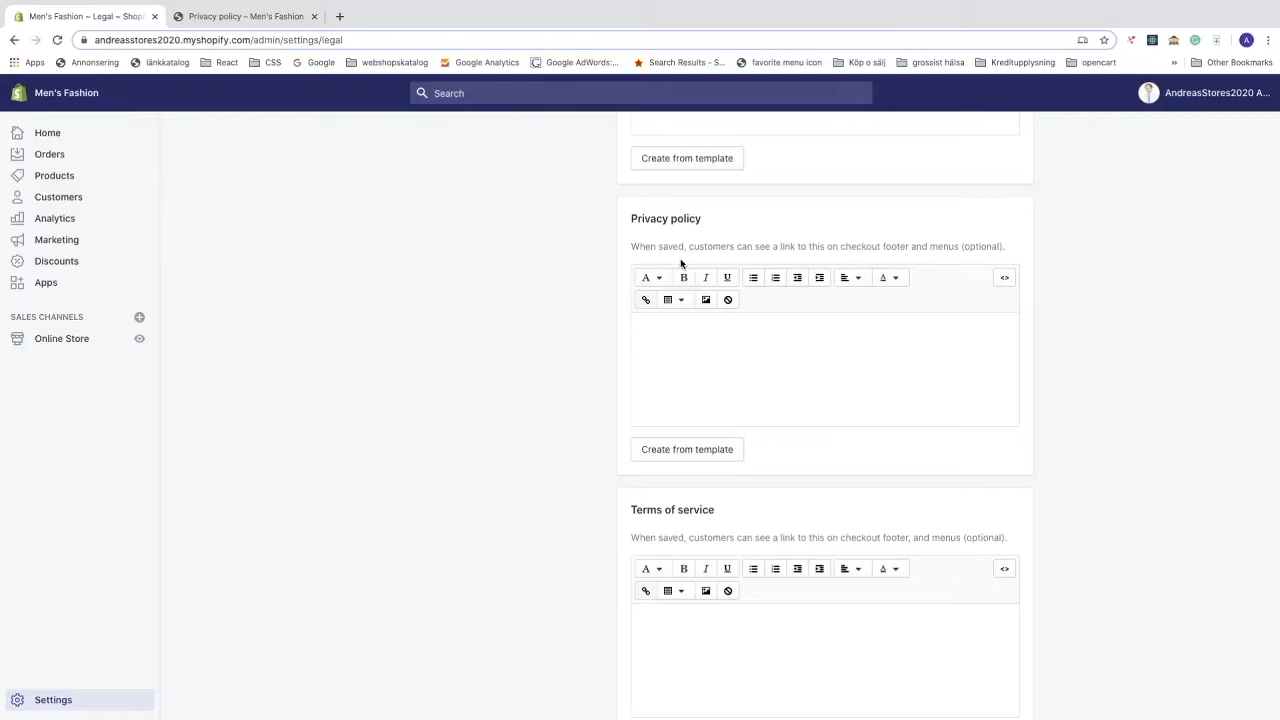 Men's Fashion ~ Legal ~ Shopi
Privacy policy – Men's Fashion
andreasstores2020.myshopify.com/admin/settings/legal
A
Apps
Annonsering
länkkatalog
React
CSS
Google
webshopskatalog
Google Analytics
Google AdWords:...
Search Results - S...
favorite menu icon
Köp o sälj
grossist hälsa
Kreditupplysning
opencart
»
Other Bookmarks
Men's Fashion
Search
AndreasStores2020 A...
Home
Orders
Products
Customers
Analytics
Marketing
Discounts
Apps
SALES CHANNELS
Online Store
Settings
Create from template
Privacy policy
When saved, customers can see a link to this on checkout footer and menus (optional).
A B I U A <>
Create from template
Terms of service
When saved, customers can see a link to this on checkout footer, and menus (optional).
A B I U A <>